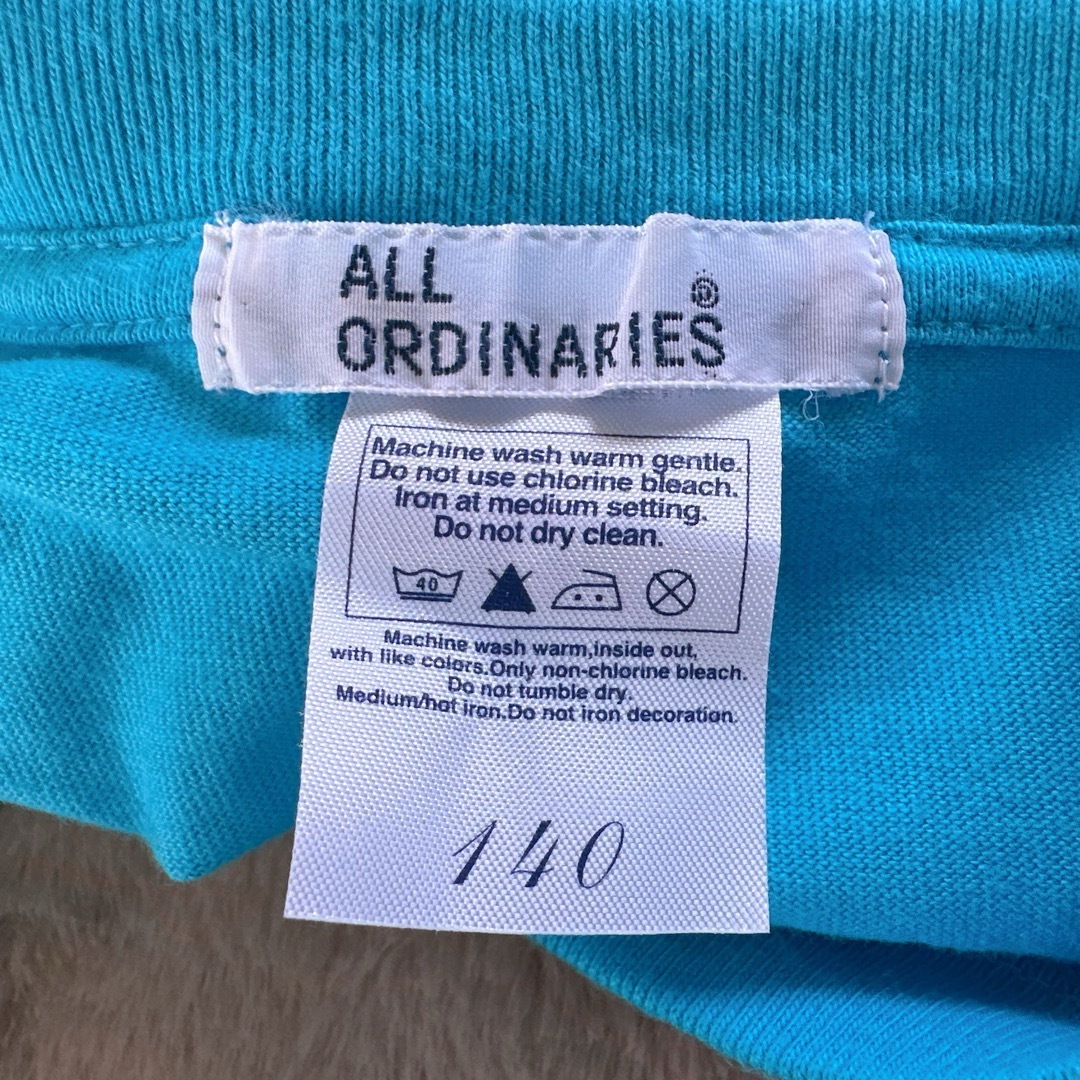 ALL
ORDINARIES®
Machine wash warm gentle.
Do not use chlorine bleach.
Iron at medium setting.
Do not dry clean.
40
Machine wash warm,inside out,
with like colors.Only non-chlorine bleach.
Do not tumble dry.
Medium/hot iron.Do not iron decoration.
140